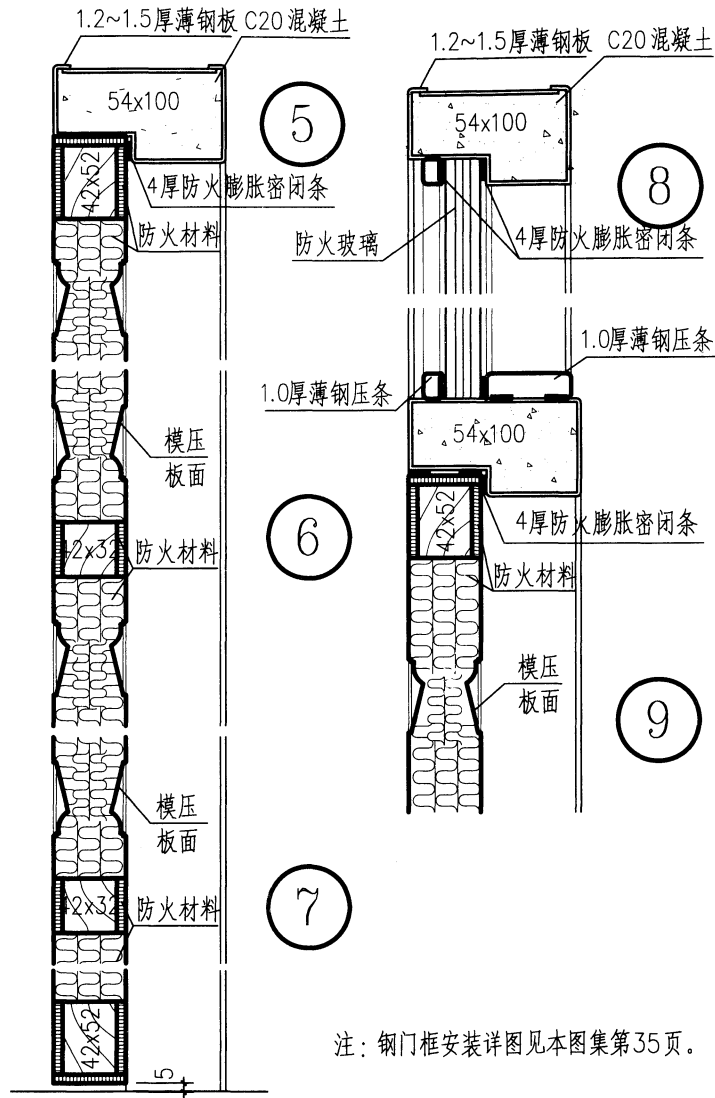 1.2~1.5厚薄钢板 C20混凝土
54x100
5
42x52
4厚防火膨胀密闭条
防火材料
模压
板面
6
42x32
防火材料
模压
板面
7
42x32
防火材料
42x52
5
1.2~1.5厚薄钢板 C20混凝土
54x100
8
防火玻璃
4厚防火膨胀密闭条
1.0厚薄钢压条
1.0厚薄钢压条
54x100
42x52
4厚防火膨胀密闭条
防火材料
模压
板面
9
注：钢门框安装详图见本图集第35页。